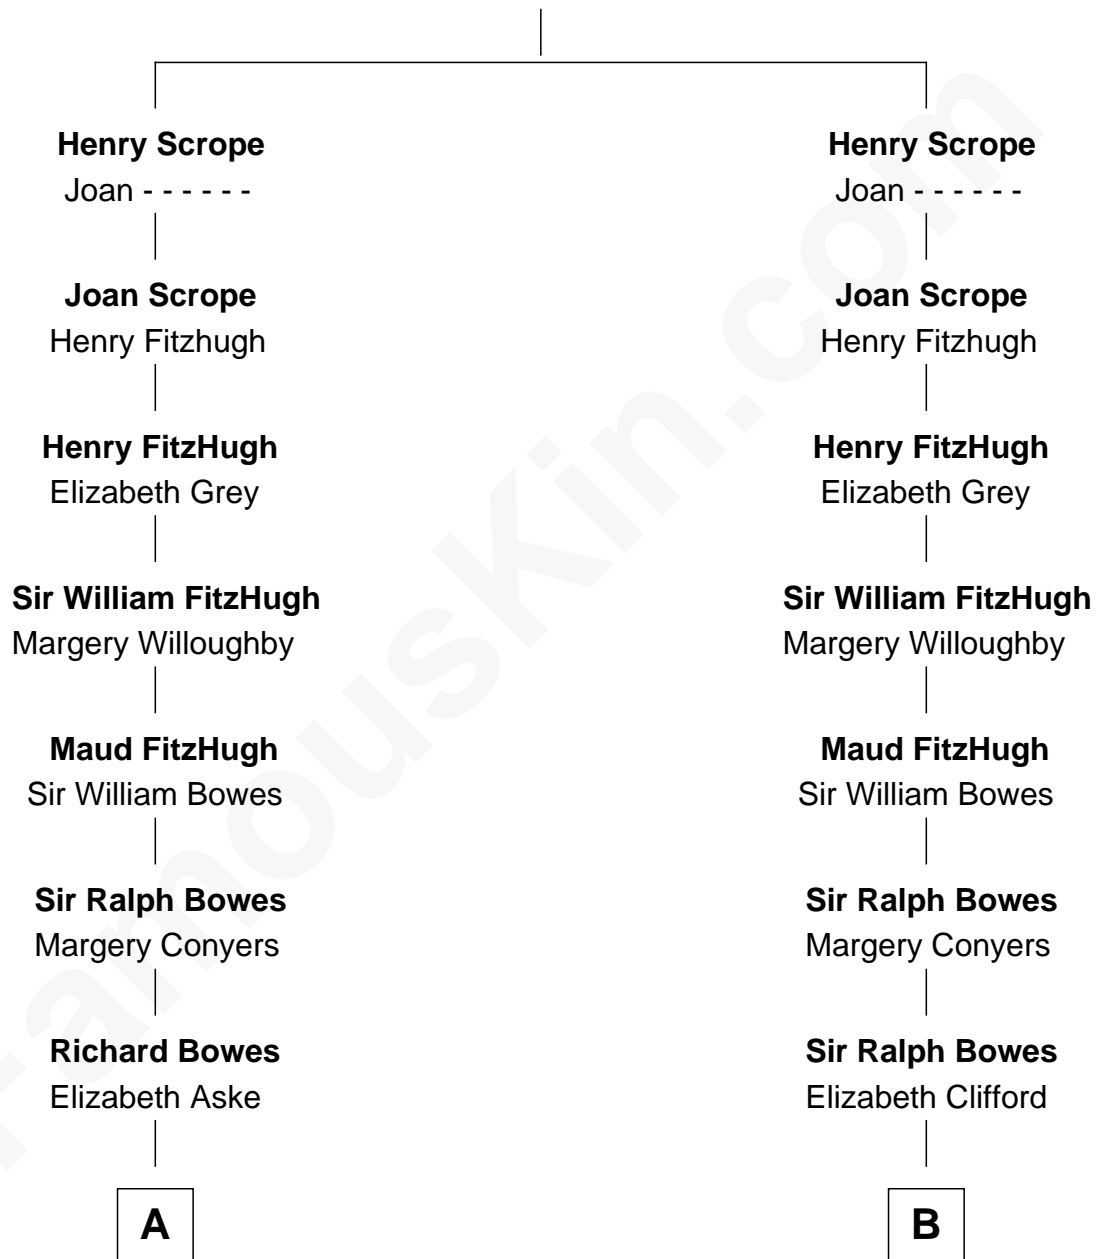 Henry Scrope
Joan - - - - - -
Joan Scrope
Henry Fitzhugh
Henry FitzHugh
Elizabeth Grey
Sir William FitzHugh
Margery Willoughby
Maud FitzHugh
Sir William Bowes
Sir Ralph Bowes
Margery Conyers
Richard Bowes
Elizabeth Aske
A
Henry Scrope
Joan - - - - - -
Joan Scrope
Henry Fitzhugh
Henry FitzHugh
Elizabeth Grey
Sir William FitzHugh
Margery Willoughby
Maud FitzHugh
Sir William Bowes
Sir Ralph Bowes
Margery Conyers
Sir Ralph Bowes
Elizabeth Clifford
B
FamousKin.com